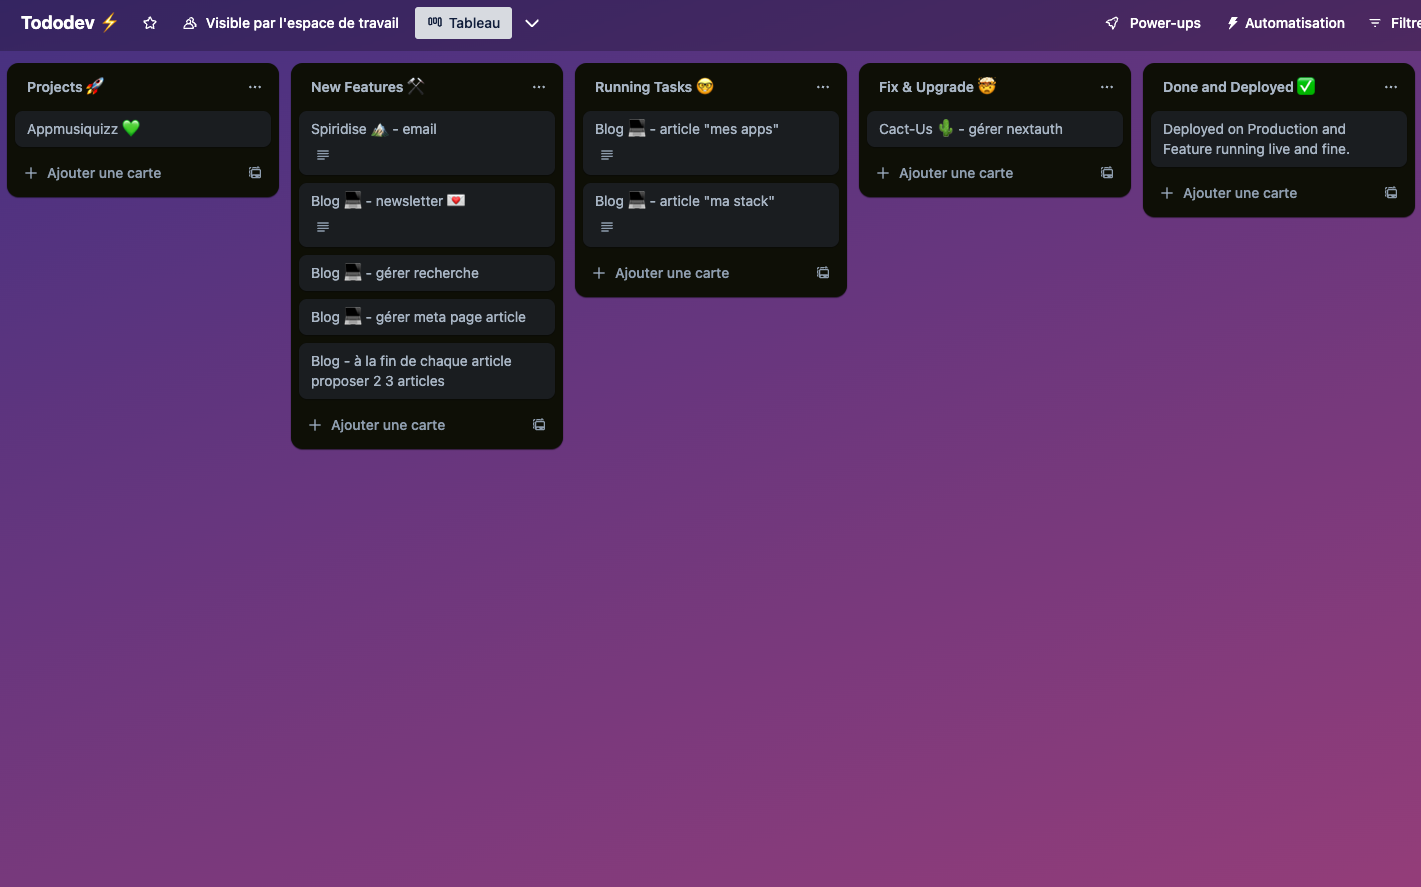 Tododev ⚡
Visible par l'espace de travail
Tableau
Power-ups
Automatisation
Filtre
Projects 🚀
Appmusiquizz 💚
Ajouter une carte
New Features ⚒️
Spiridise ⛰️ - email
Blog 💻 - newsletter 💌
Blog 💻 - gérer recherche
Blog 💻 - gérer meta page article
Blog - à la fin de chaque article
proposer 2 3 articles
Ajouter une carte
Running Tasks 🤓
Blog 💻 - article "mes apps"
Blog 💻 - article "ma stack"
Ajouter une carte
Fix & Upgrade 🤯
Cact-Us 🌵 - gérer nextauth
Ajouter une carte
Done and Deployed ✅
Deployed on Production and
Feature running live and fine.
Ajouter une carte